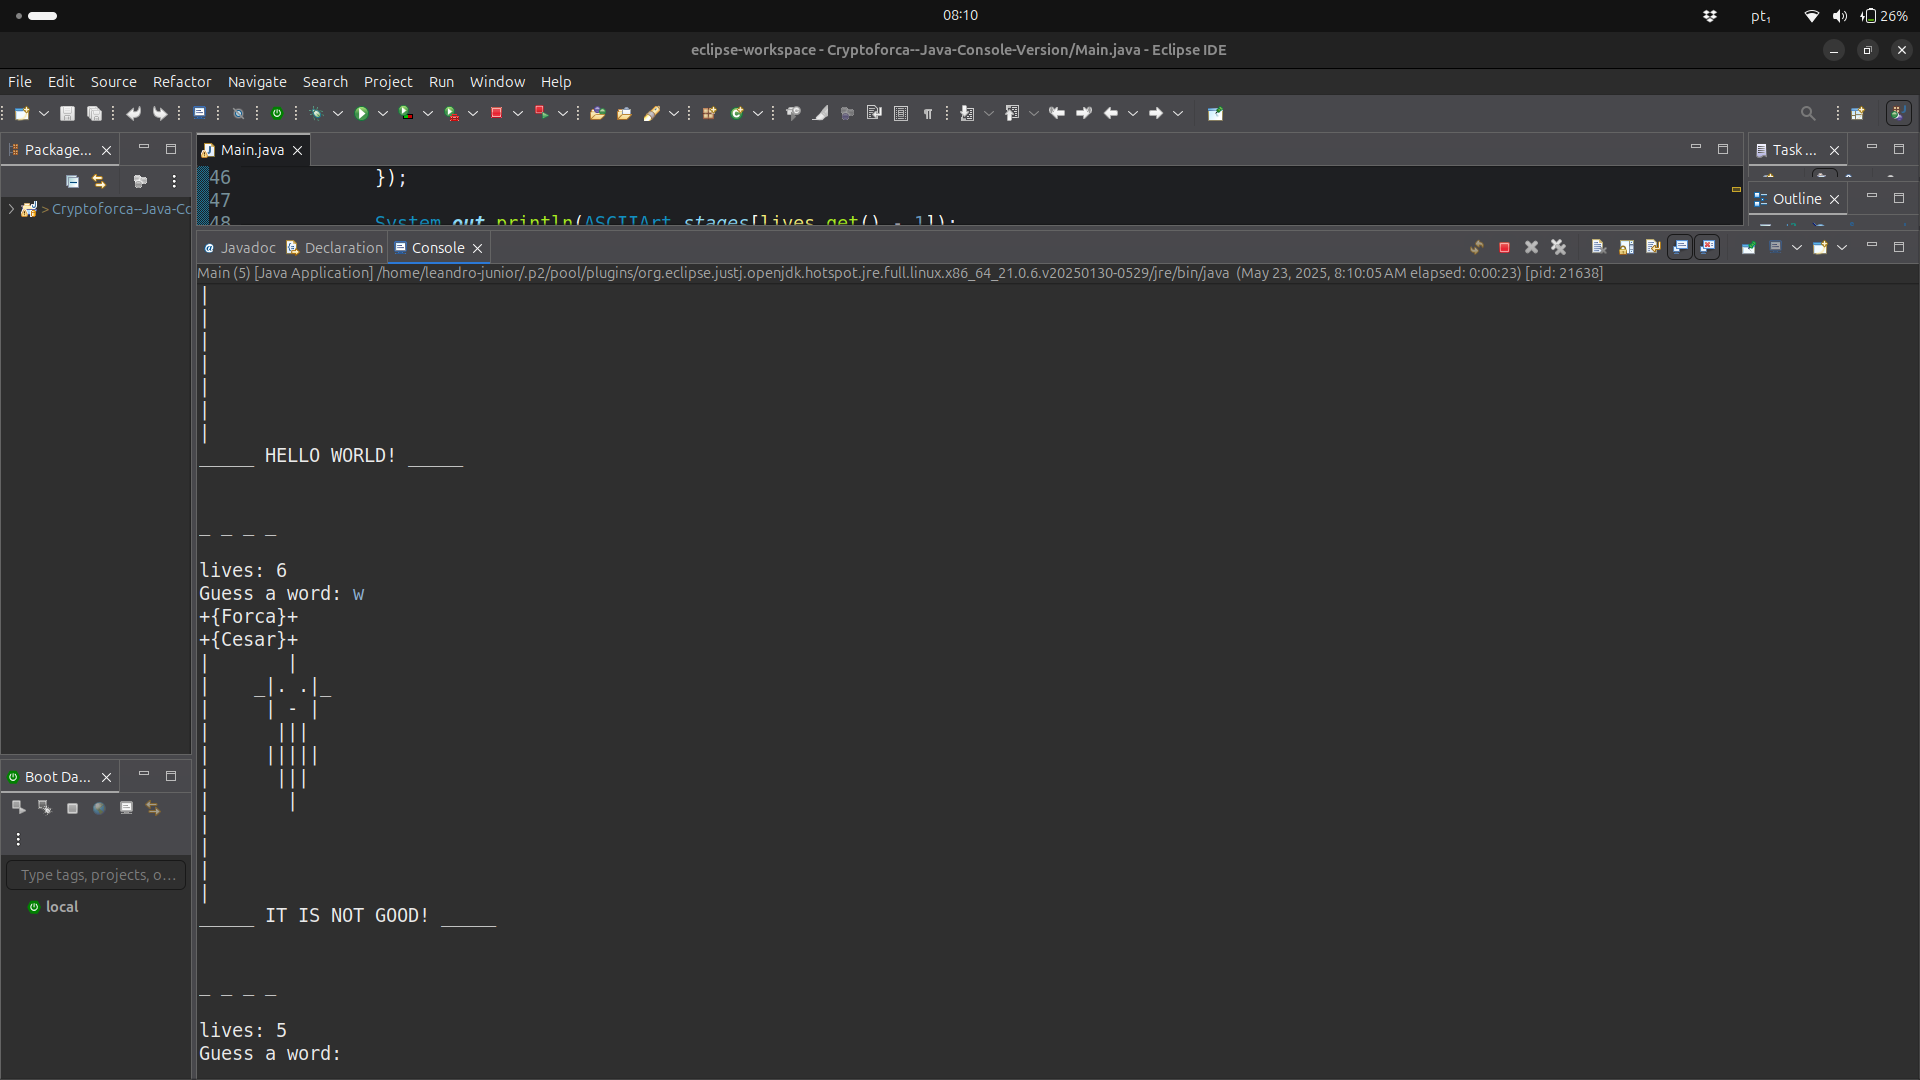 08:10
pt₁
26%
eclipse-workspace - Cryptoforca--Java-Console-Version/Main.java - Eclipse IDE
File Edit Source Refactor Navigate Search Project Run Window Help
Package...
Main.java
Task ...
46 });
47
48 System.out.println(ASCIIArt.stages[lives.get() - 1]);
> Cryptoforca--Java-Co
Outline
Javadoc Declaration Console
Main (5) [Java Application] /home/leandro-junior/.p2/pool/plugins/org.eclipse.justj.openjdk.hotspot.jre.full.linux.x86_64_21.0.6.v20250130-0529/jre/bin/java (May 23, 2025, 8:10:05 AM elapsed: 0:00:23) [pid: 21638]
|
|
|
|
|
|
|
_____ HELLO WORLD! _____
_ _ _ _
lives: 6
Guess a word: w
+{Forca}+
+{Cesar}+
|       |
|    _|. .|_
|     | - |
|      |||
|     |||||
|      |||
|       |
|
|
|
|
_____ IT IS NOT GOOD! _____
_ _ _ _
lives: 5
Guess a word:
Boot Da...
Type tags, projects, o...
local